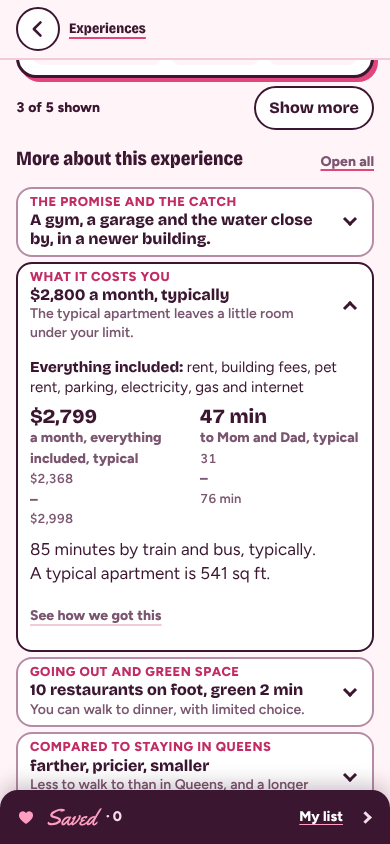 Experiences
3 of 5 shown
Show more
More about this experience
Open all
THE PROMISE AND THE CATCH
A gym, a garage and the water close
by, in a newer building.
WHAT IT COSTS YOU
$2,800 a month, typically
The typical apartment leaves a little room
under your limit.
Everything included: rent, building fees, pet
rent, parking, electricity, gas and internet
$2,799
a month, everything
included, typical
$2,368
–
$2,998
47 min
to Mom and Dad, typical
31
–
76 min
85 minutes by train and bus, typically.
A typical apartment is 541 sq ft.
See how we got this
GOING OUT AND GREEN SPACE
10 restaurants on foot, green 2 min
You can walk to dinner, with limited choice.
COMPARED TO STAYING IN QUEENS
farther, pricier, smaller
Less to walk to than in Queens, and a longer
Saved · 0
My list